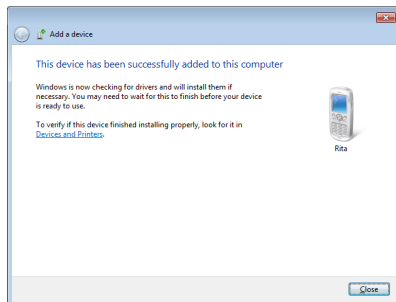 Add a device
This device has been successfully added to this computer
Windows is now checking for drivers and will install them if
necessary. You may need to wait for this to finish before your device
is ready to use.
To verify if this device finished installing properly, look for it in
Devices and Printers.
Rita
Close